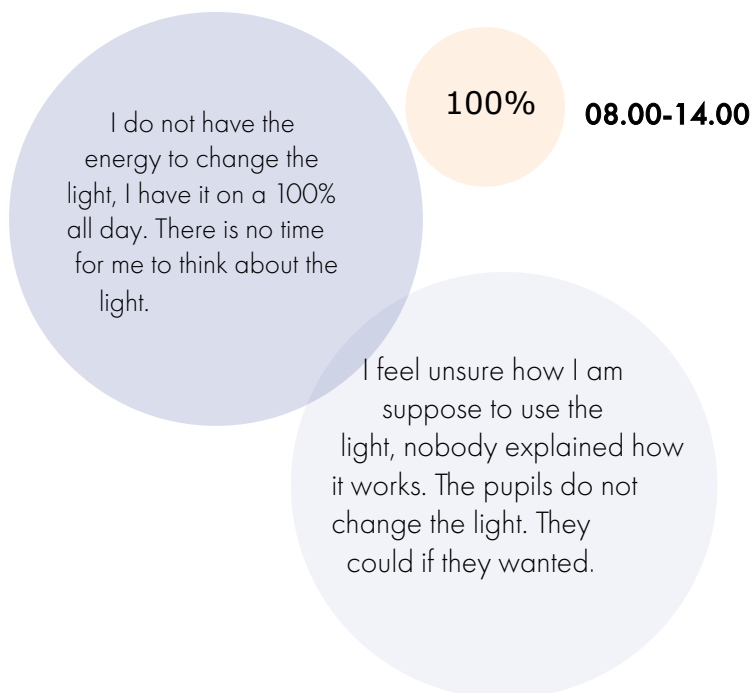 I do not have the
energy to change the
light, I have it on a 100%
all day. There is no time
for me to think about the
light.
100%
08.00-14.00
I feel unsure how I am
suppose to use the
light, nobody explained how
it works. The pupils do not
change the light. They
could if they wanted.